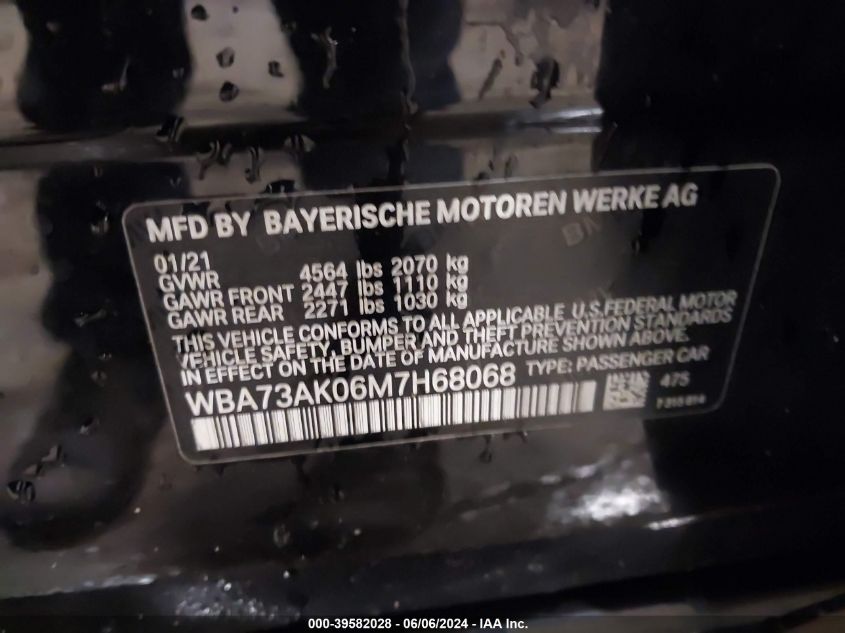 MFD BY BAYERISCHE MOTOREN WERKE AG
01/21
GVWR 4564 lbs 2070 kg
GAWR FRONT 2447 lbs 1110 kg
GAWR REAR 2271 lbs 1030 kg
THIS VEHICLE CONFORMS TO ALL APPLICABLE U.S.FEDERAL MOTOR
VEHICLE SAFETY, BUMPER AND THEFT PREVENTION STANDARDS
IN EFFECT ON THE DATE OF MANUFACTURE SHOWN ABOVE.
WBA73AK06M7H68068 TYPE: PASSENGER CAR
475
000-39582028 - 06/06/2024 - IAA Inc.